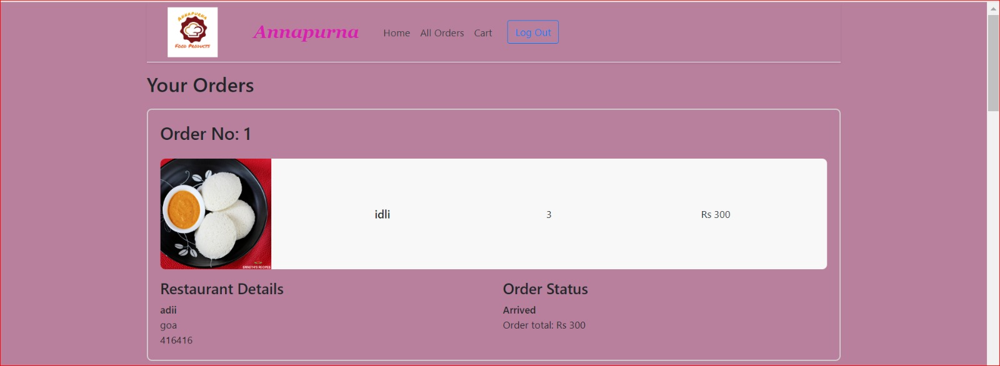 ANNAPURNA
FOOD PRODUCTS
Annapurna
Home All Orders Cart Log Out
Your Orders
Order No: 1
SWASTHI'S RECIPES
idli 3 Rs 300
Restaurant Details
adii
goa
416416
Order Status
Arrived
Order total: Rs 300